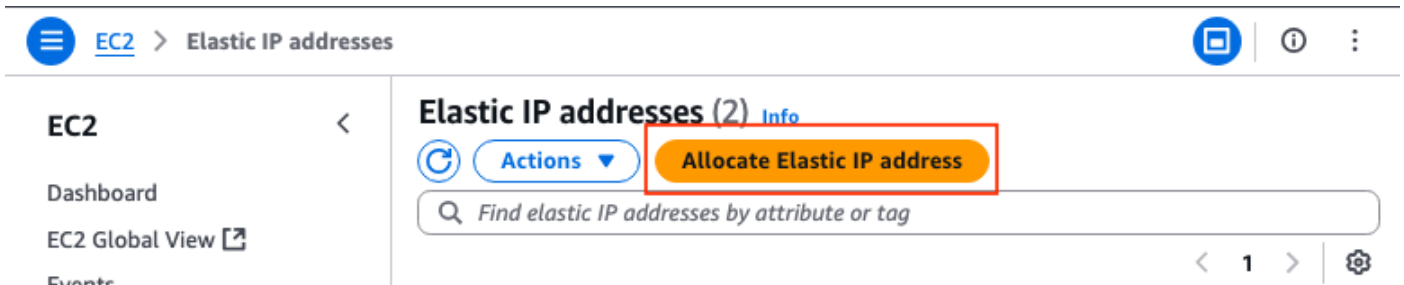 EC2 > Elastic IP addresses
EC2
Dashboard
EC2 Global View
Events
Elastic IP addresses (2) Info
Actions
Allocate Elastic IP address
Find elastic IP addresses by attribute or tag
< 1 >